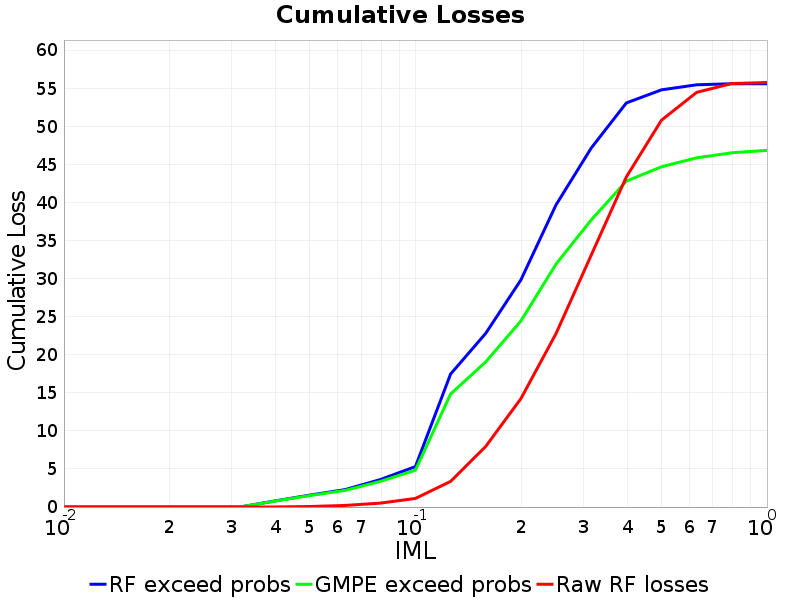 Cumulative Losses
Cumulative Loss
60
55
50
45
40
35
30
25
20
15
10
5
0
10^-2 2 3 4 5 6 7 10^-1 2 3 4 5 6 7 10^0
IML
RF exceed probs GMPE exceed probs Raw RF losses